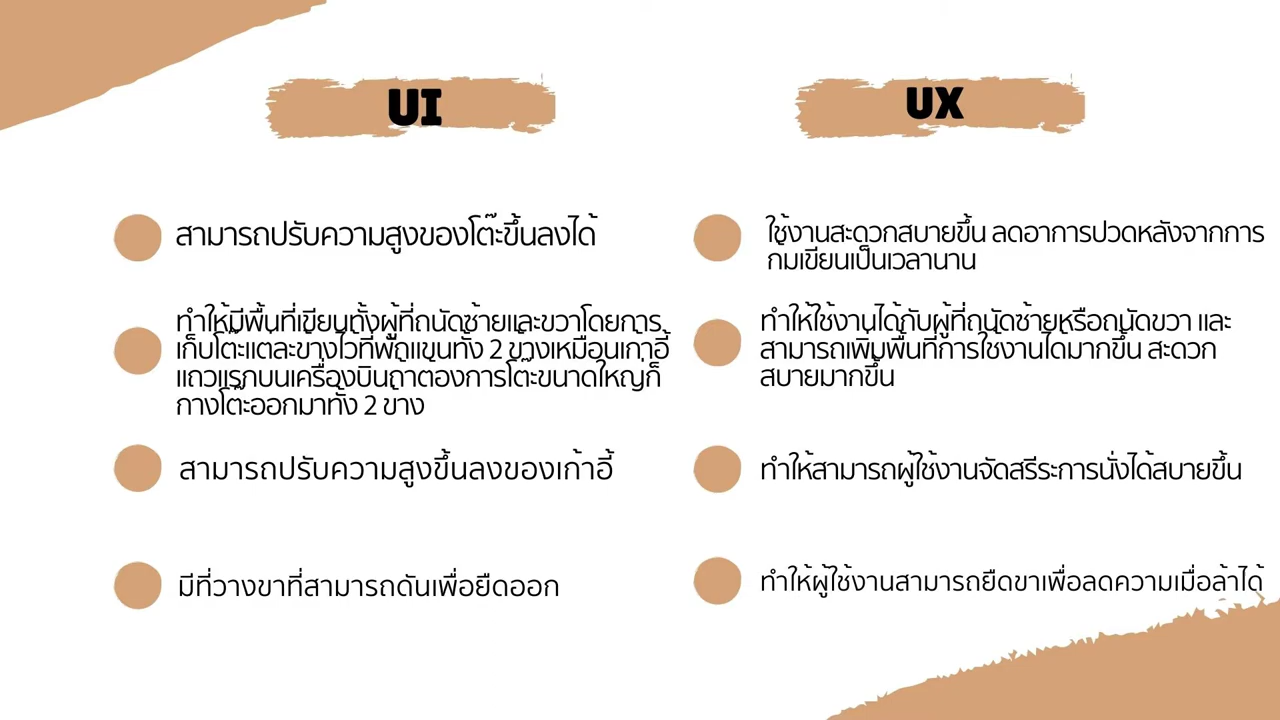 UI
สามารถปรับความสูงของโต๊ะขึ้นลงได้
ทำให้มีพื้นที่เขียนทั้งผู้ที่ถนัดซ้ายและขวาโดยการ
เก็บโต๊ะแต่ละข้างไว้ที่พักแขนทั้ง 2 ข้างเหมือนเก้าอี้
แถวแรกบนเครื่องบินถ้าต้องการโต๊ะขนาดใหญ่ก็
กางโต๊ะออกมาทั้ง 2 ข้าง
สามารถปรับความสูงขึ้นลงของเก้าอี้
มีที่วางขาที่สามารถดันเพื่อยืดออก
UX
ใช้งานสะดวกสบายขึ้น ลดอาการปวดหลังจากการ
ก้มเขียนเป็นเวลานาน
ทำให้ใช้งานได้กับผู้ที่ถนัดซ้ายหรือถนัดขวา และ
สามารถเพิ่มพื้นที่การใช้งานได้มากขึ้น สะดวก
สบายมากขึ้น
ทำให้สามารถผู้ใช้งานจัดสรีระการนั่งได้สบายขึ้น
ทำให้ผู้ใช้งานสามารถยืดขาเพื่อลดความเมื่อล้าได้